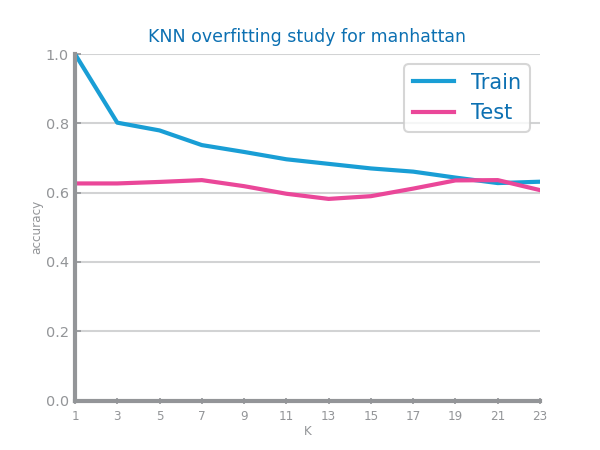 KNN overfitting study for manhattan
Train
Test
accuracy
1.0
0.8
0.6
0.4
0.2
0.0
1 3 5 7 9 11 13 15 17 19 21 23
K